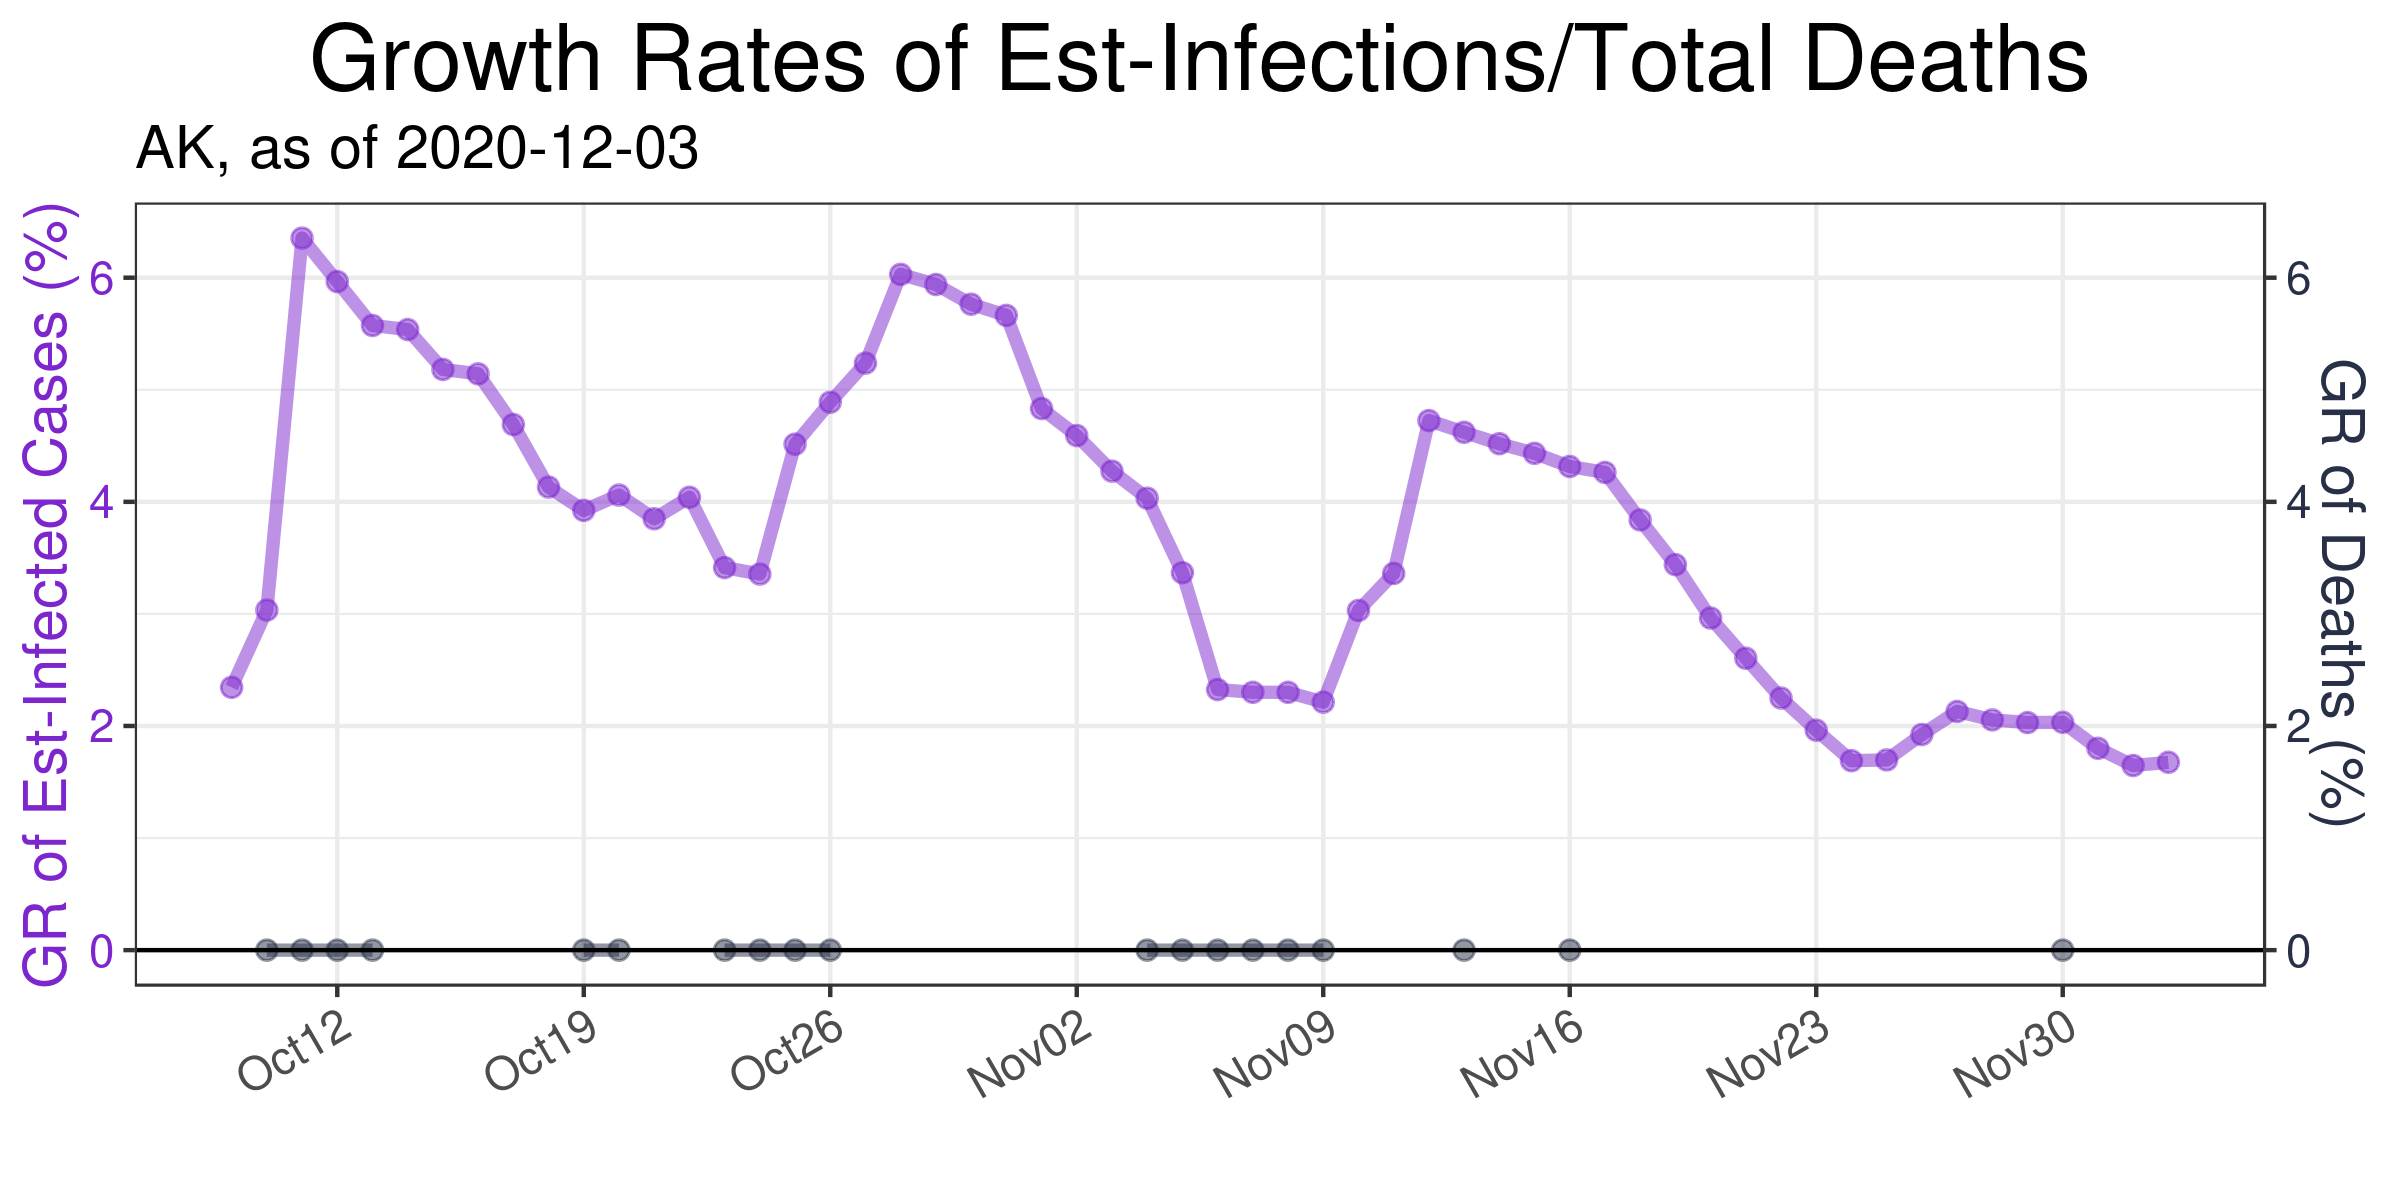 Growth Rates of Est-Infections/Total Deaths
AK, as of 2020-12-03
GR of Est-Infected Cases (%)
6
4
2
0
6
4
2
0
GR of Deaths (%)
Oct12
Oct19
Oct26
Nov02
Nov09
Nov16
Nov23
Nov30